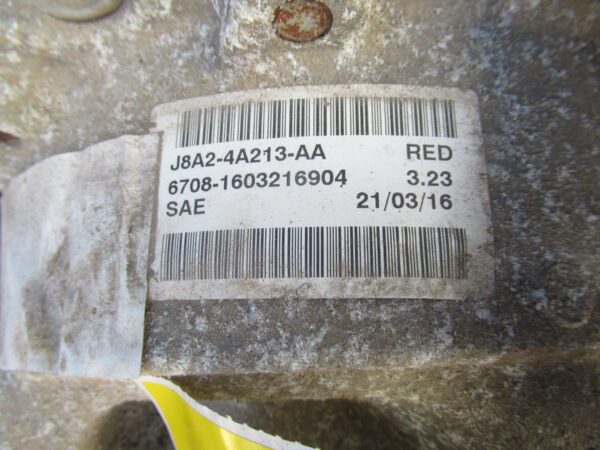 J8A2-4A213-AA RED
6708-1603216904 3.23
SAE 21/03/16